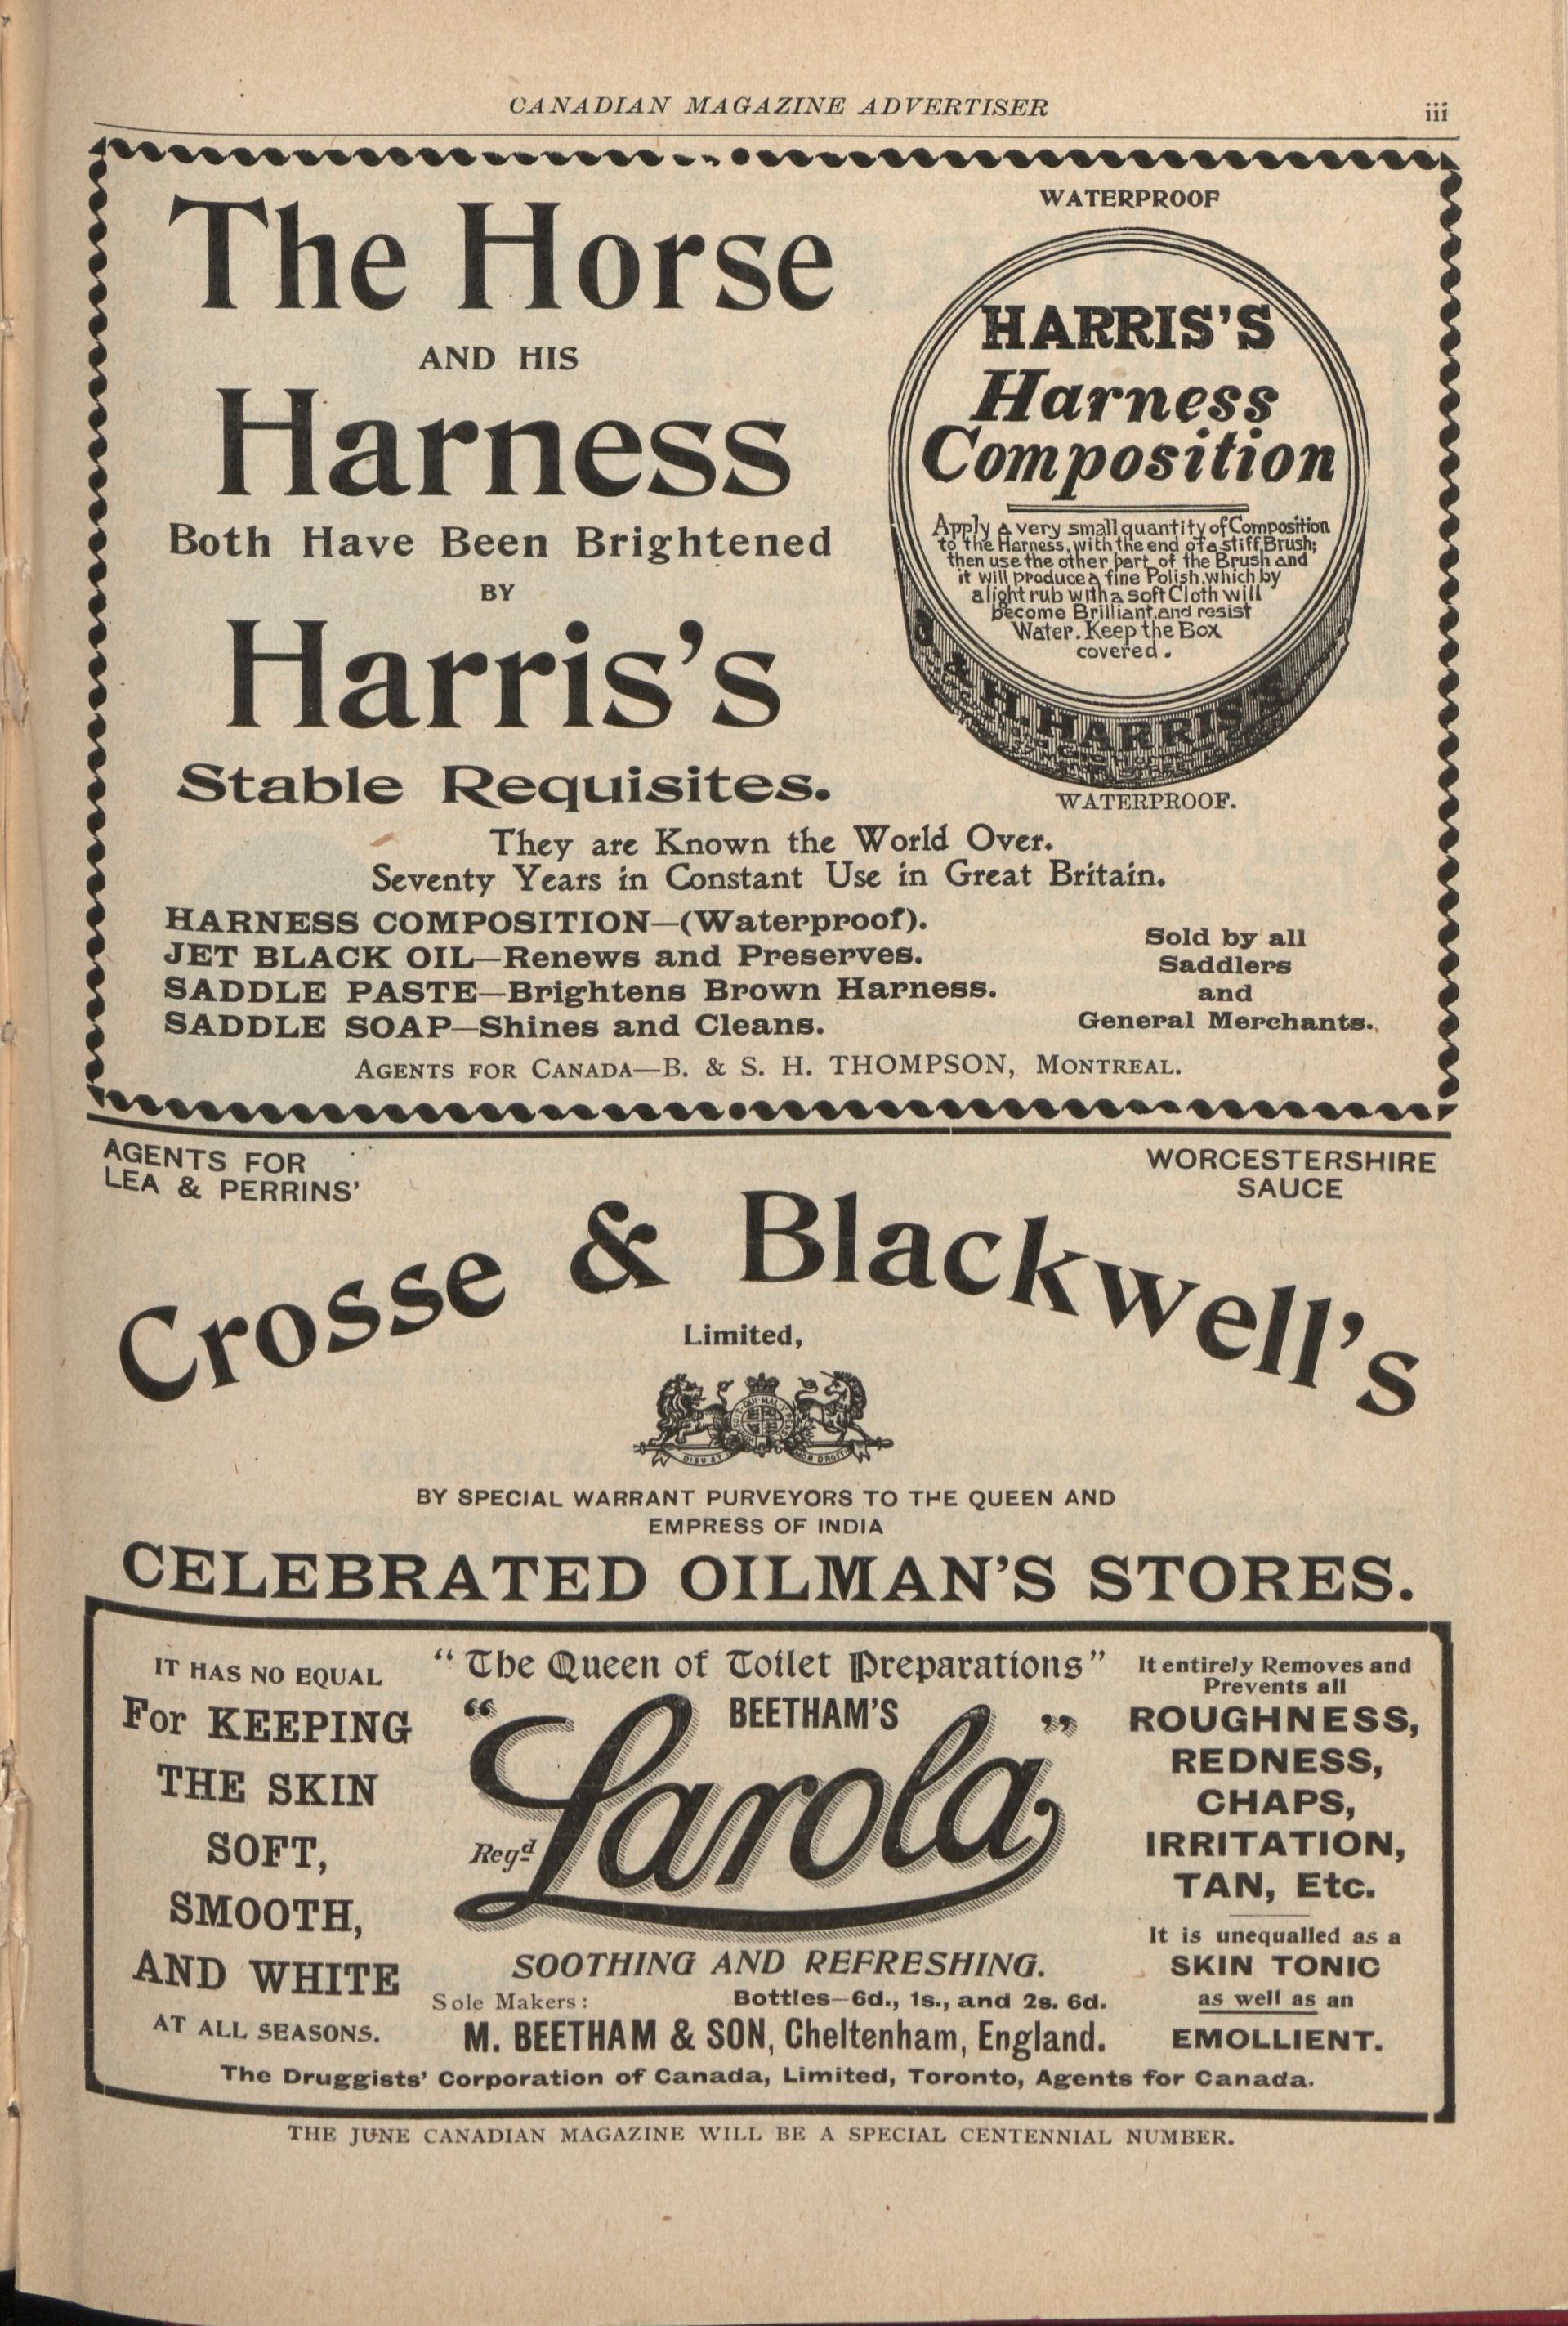 CANADIAN MAGAZINE ADVERTISER iii
The Horse
AND HIS
Harness
Both Have Been Brightened
BY
Harris's
Stable Requisites.
WATERPROOF
HARRIS'S
Harness
Composition
Apply a very small quantity of Composition
to the Harness, with the end of a stiff Brush;
then use the other part of the Brush and
it will produce a fine Polish, which by
a light rub with a soft Cloth will
become Brilliant, and resist
Water. Keep the Box
covered.
& H. HARRIS'S
WATERPROOF.
They are Known the World Over.
Seventy Years in Constant Use in Great Britain.
HARNESS COMPOSITION—(Waterproof).
JET BLACK OIL—Renews and Preserves.
SADDLE PASTE—Brightens Brown Harness.
SADDLE SOAP—Shines and Cleans.
Sold by all
Saddlers
and
General Merchants.
AGENTS FOR CANADA—B. & S. H. THOMPSON, MONTREAL.
AGENTS FOR
LEA & PERRINS'
WORCESTERSHIRE
SAUCE
Crosse & Blackwell's
Limited,
QUI MAL Y
DIEU ET MON DROIT
BY SPECIAL WARRANT PURVEYORS TO THE QUEEN AND
EMPRESS OF INDIA
CELEBRATED OILMAN'S STORES.
IT HAS NO EQUAL
For KEEPING
THE SKIN
SOFT,
SMOOTH,
AND WHITE
AT ALL SEASONS.
"The Queen of Toilet Preparations"
BEETHAM'S
"Larola"
Regd
SOOTHING AND REFRESHING.
Sole Makers: Bottles—6d., 1s., and 2s. 6d.
M. BEETHAM & SON, Cheltenham, England.
It entirely Removes and
Prevents all
ROUGHNESS,
REDNESS,
CHAPS,
IRRITATION,
TAN, Etc.
It is unequalled as a
SKIN TONIC
as well as an
EMOLLIENT.
The Druggists' Corporation of Canada, Limited, Toronto, Agents for Canada.
THE JUNE CANADIAN MAGAZINE WILL BE A SPECIAL CENTENNIAL NUMBER.